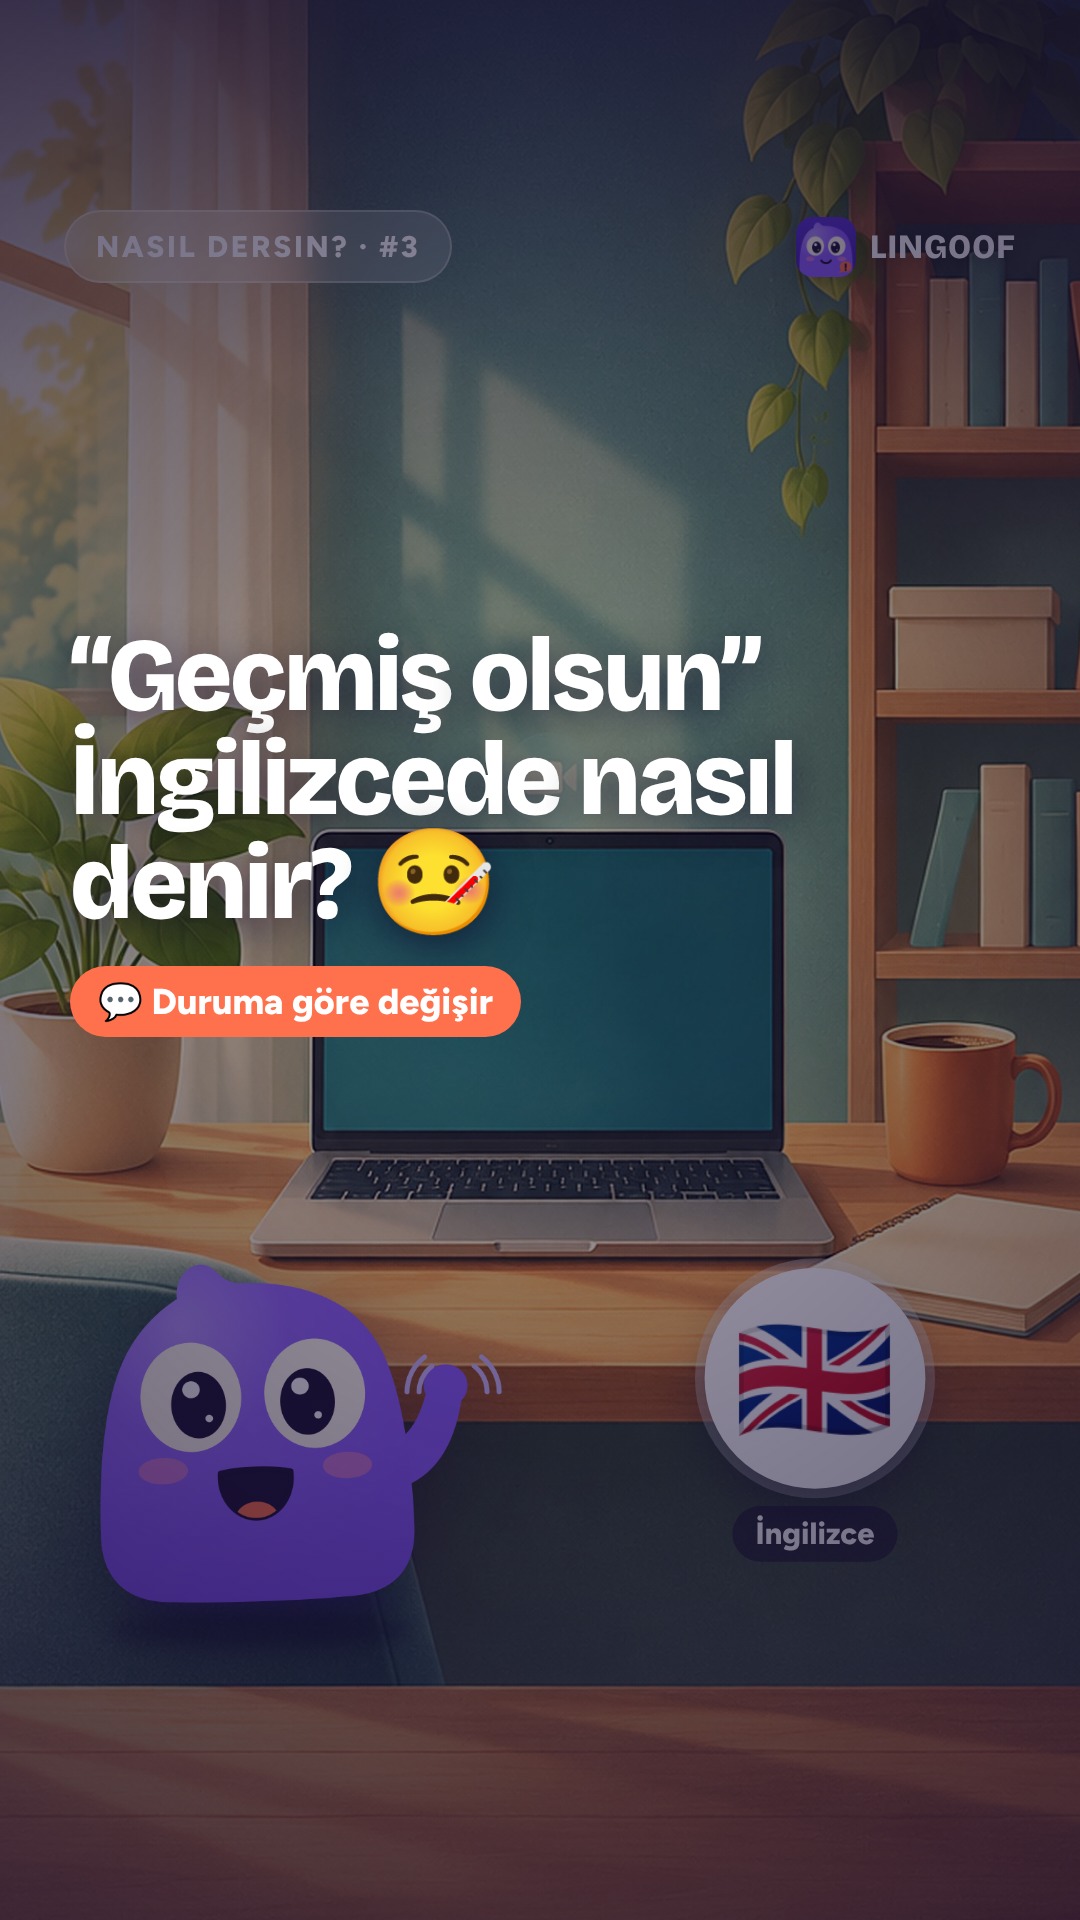 NASIL DERSIN? · #3
LINGOOF
“Geçmiş olsun”
İngilizcede nasıl
denir? 🤒
💬 Duruma göre değişir
İngilizce